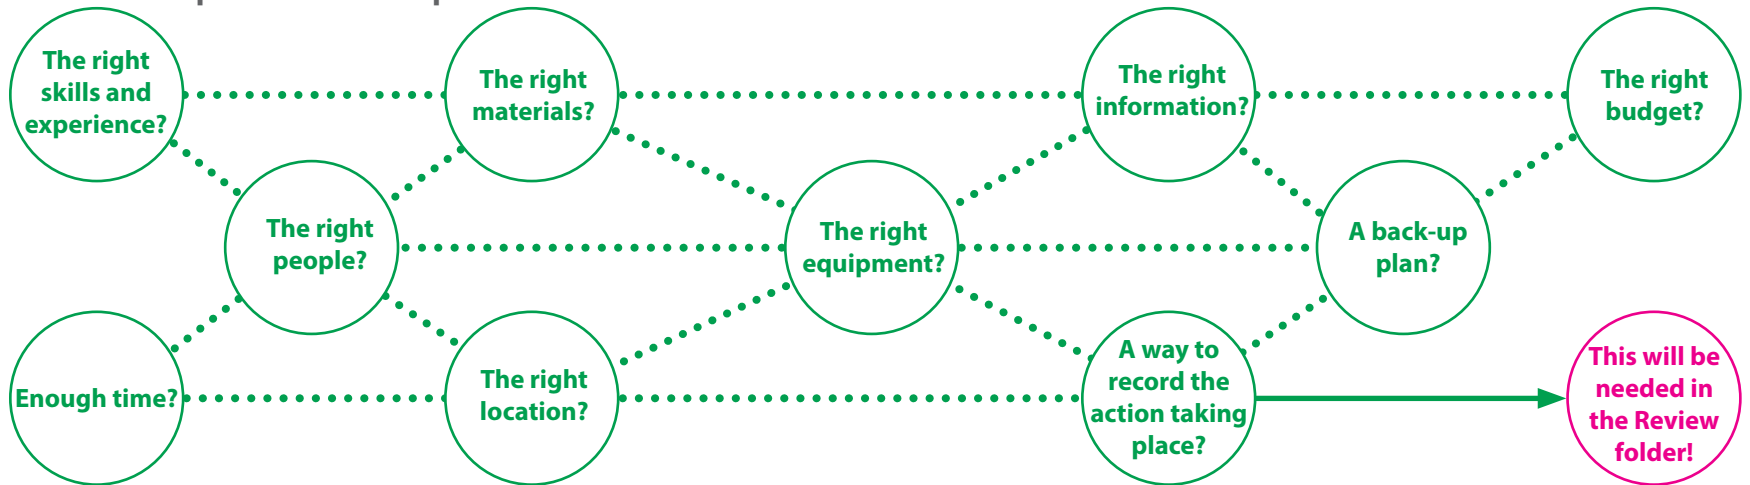 The right
skills and
experience?
The right
materials?
The right
information?
The right
budget?
The right
people?
The right
equipment?
A back-up
plan?
Enough time?
The right
location?
A way to
record the
action taking
place?
This will be
needed in
the Review
folder!